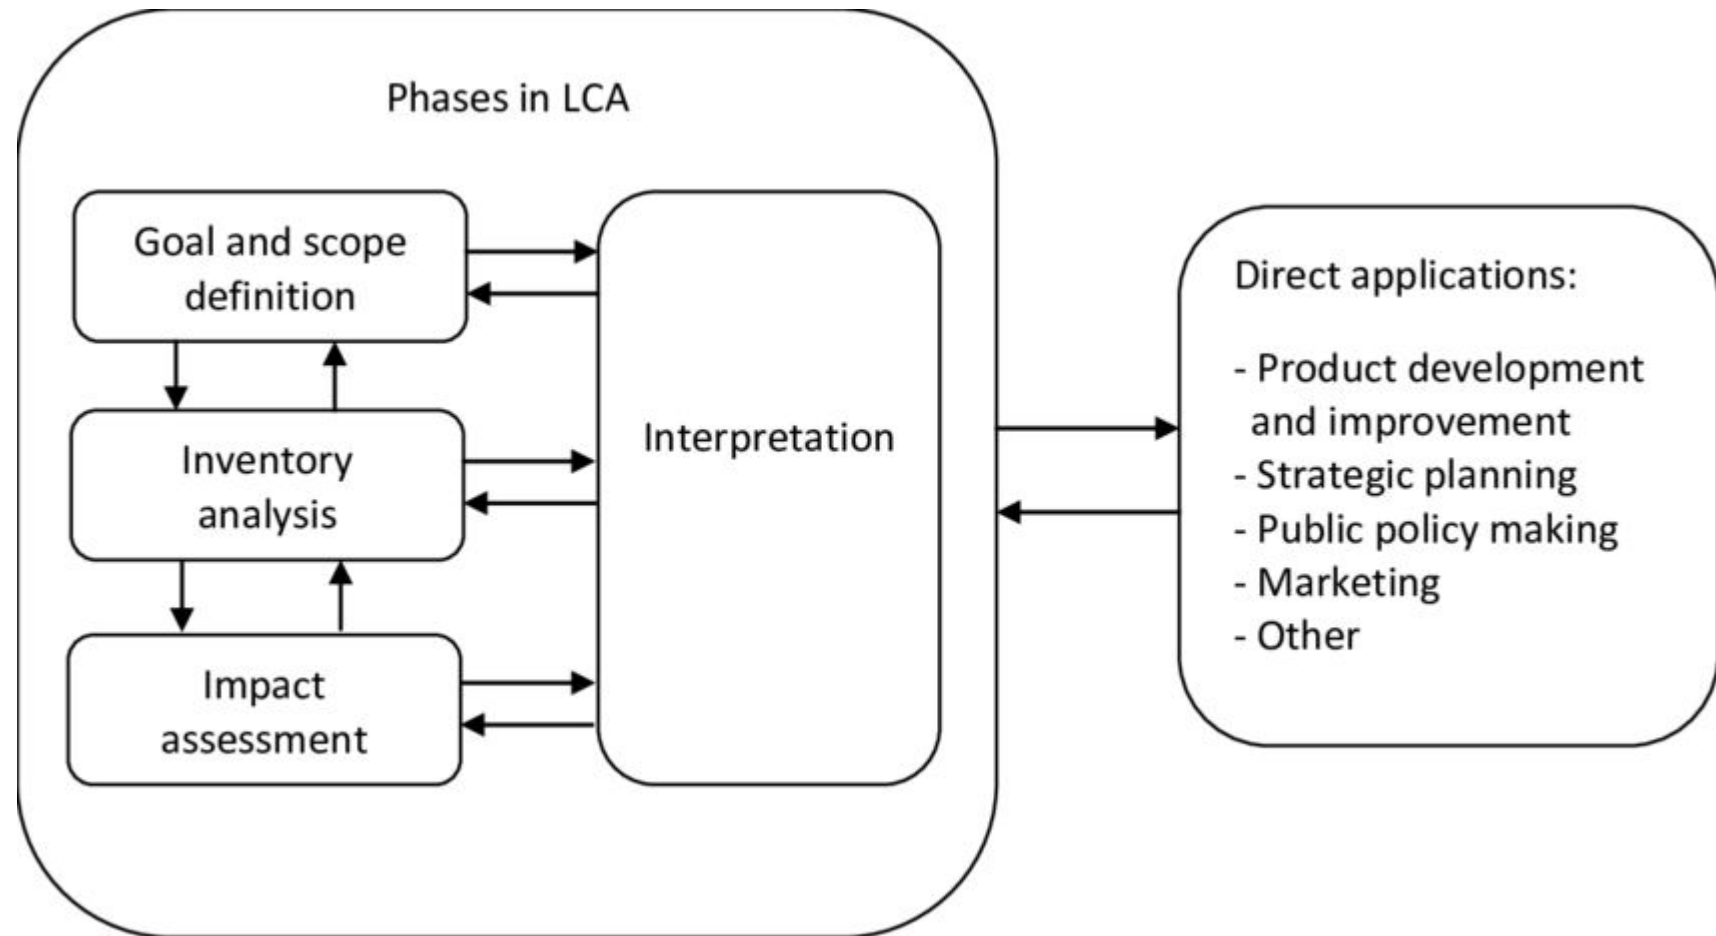 Phases in LCA
Goal and scope
definition
Inventory
analysis
Impact
assessment
Interpretation
Direct applications:
- Product development
and improvement
- Strategic planning
- Public policy making
- Marketing
- Other